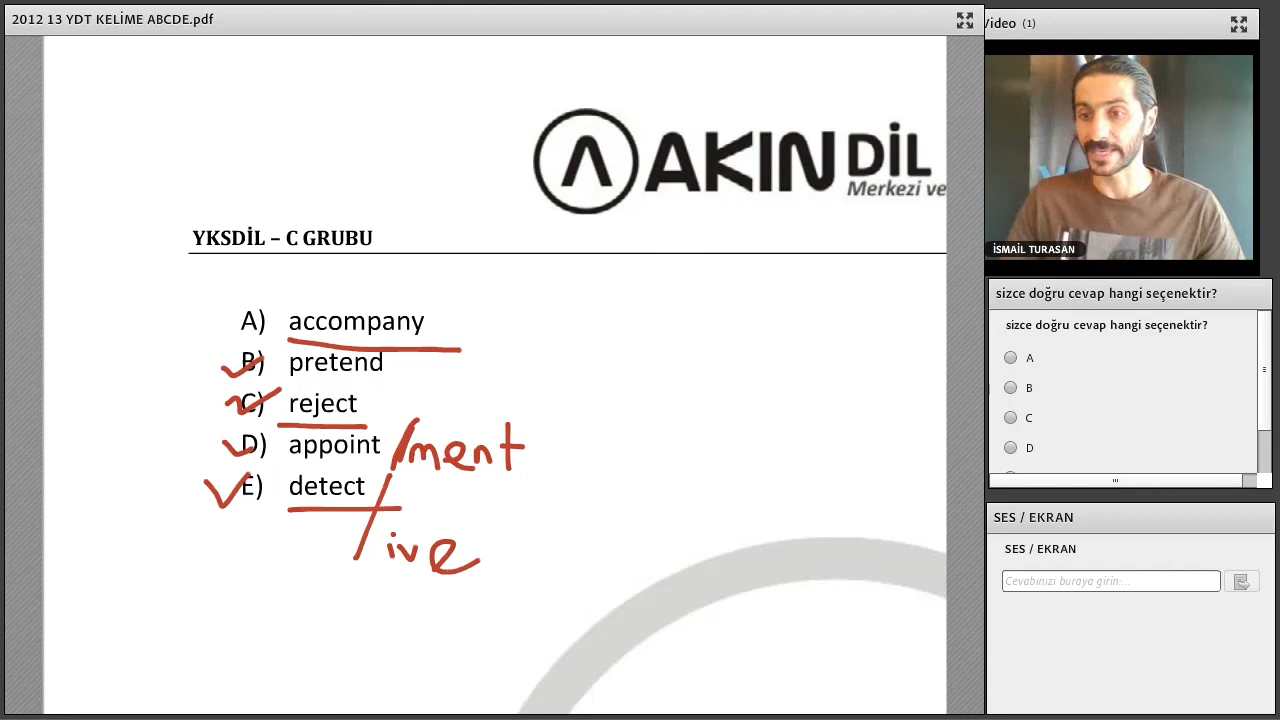 2012 13 YDT KELİME ABCDE.pdf
Video (1)
AKIN DİL
Merkezi ve
YKSDİL – C GRUBU
A) accompany
B) pretend
C) reject
D) appoint /ment
E) detect
/ive
İSMAİL TURASAN
sizce doğru cevap hangi seçenektir?
sizce doğru cevap hangi seçenektir?
A
B
C
D
SES / EKRAN
SES / EKRAN
Cevabınızı buraya girin:...